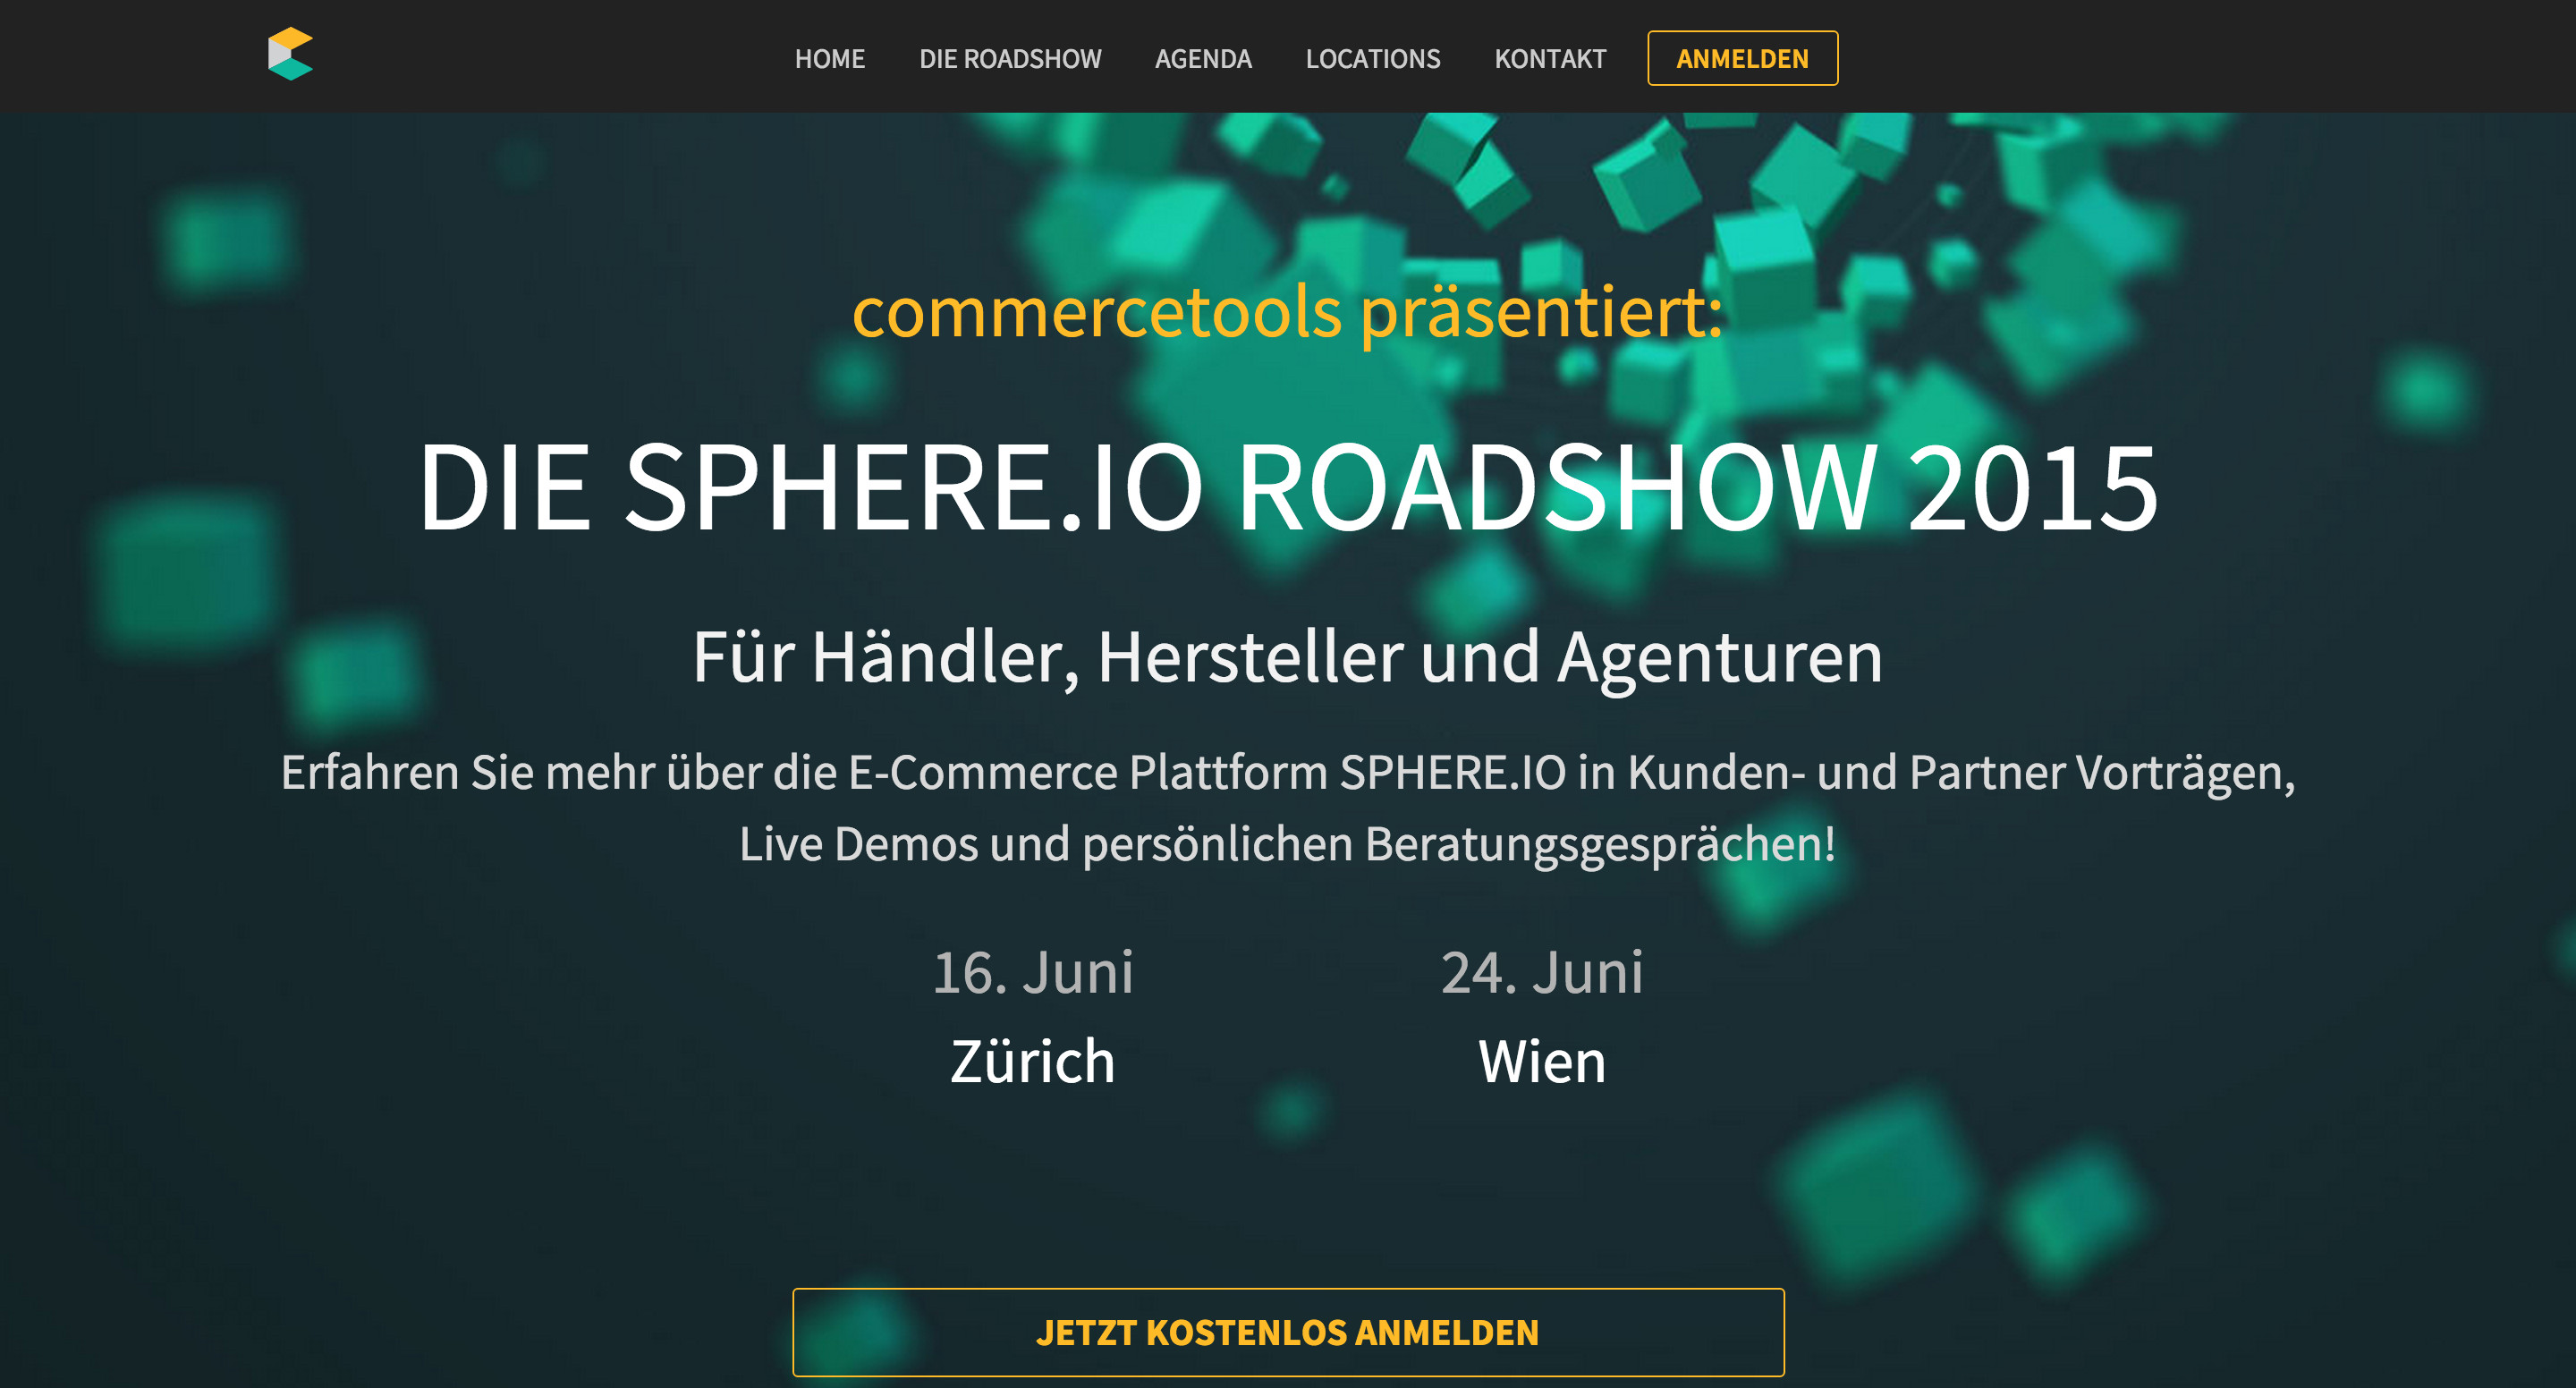 HOME DIE ROADSHOW AGENDA LOCATIONS KONTAKT ANMELDEN
commercetools präsentiert:
DIE SPHERE.IO ROADSHOW 2015
Für Händler, Hersteller und Agenturen
Erfahren Sie mehr über die E-Commerce Plattform SPHERE.IO in Kunden- und Partner Vorträgen,
Live Demos und persönlichen Beratungsgesprächen!
16. Juni 24. Juni
Zürich Wien
JETZT KOSTENLOS ANMELDEN